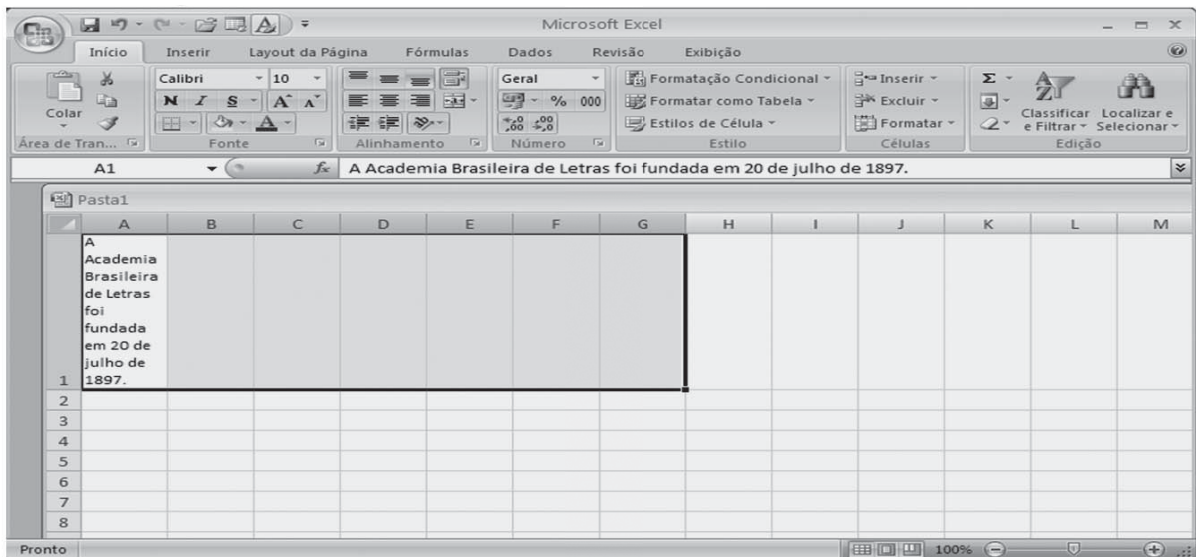 Microsoft Excel
Início Inserir Layout da Página Fórmulas Dados Revisão Exibição
Colar
Calibri 10
N I S A A
A
Geral
% 000
,00 ,0
Formatação Condicional
Formatar como Tabela
Estilos de Célula
Inserir
Excluir
Formatar
Σ
Classificar e Filtrar
Localizar e Selecionar
Área de Tran... Fonte Alinhamento Número Estilo Células Edição
A1 fx A Academia Brasileira de Letras foi fundada em 20 de julho de 1897.
Pasta1
A B C D E F G H I J K L M
A
Academia
Brasileira
de Letras
foi
fundada
em 20 de
julho de
1 1897.
2
3
4
5
6
7
8
Pronto 100%